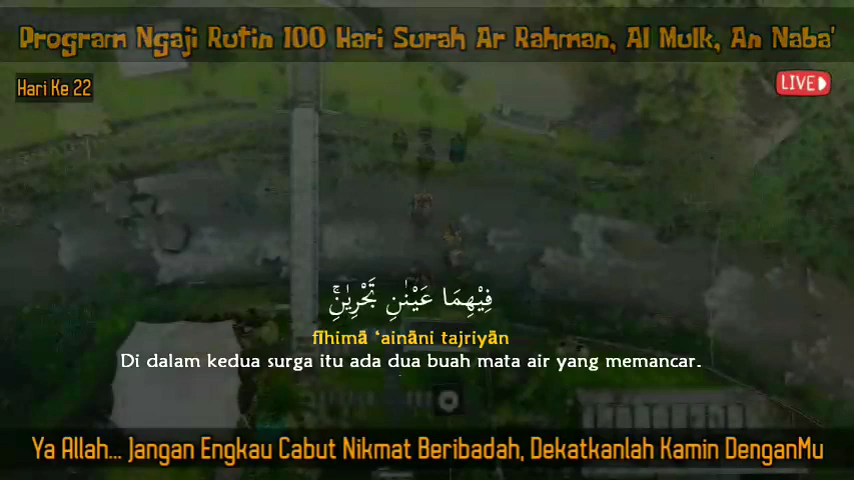 Program Ngaji Rutin 100 Hari Surah Ar Rahman, Al Mulk, An Naba'
Hari Ke 22
LIVE
فِيْهِمَا عَيْنٰنِ تَجْرِيٰنِۚ
fīhimā ‘aināni tajriyān
Di dalam kedua surga itu ada dua buah mata air yang memancar.
Ya Allah... Jangan Engkau Cabut Nikmat Beribadah, Dekatkanlah Kamin DenganMu